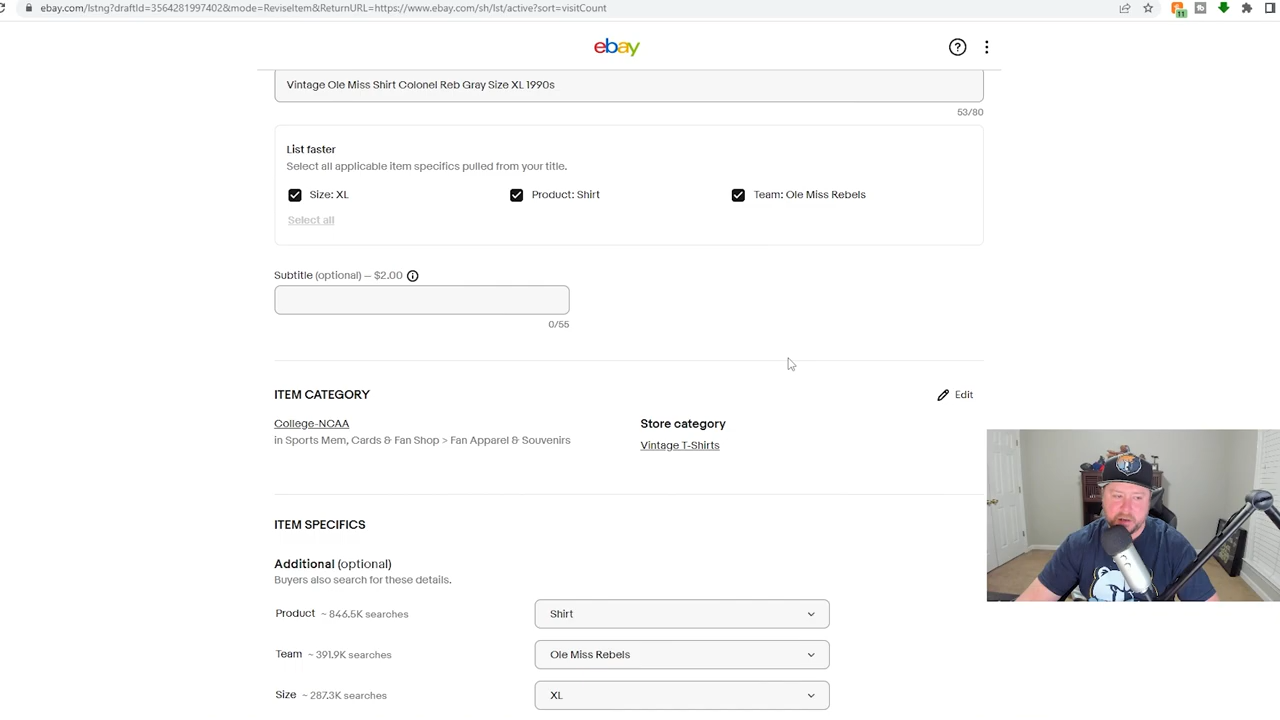 ebay.com/lstng?draftId=3564281997402&mode=ReviseItem&ReturnURL=https://www.ebay.com/sh/lst/active?sort=visitCount
11
ebay
Vintage Ole Miss Shirt Colonel Reb Gray Size XL 1990s
53/80
List faster
Select all applicable item specifics pulled from your title.
Size: XL
Product: Shirt
Team: Ole Miss Rebels
Select all
Subtitle (optional) – $2.00
0/55
ITEM CATEGORY
Edit
College-NCAA
Store category
in Sports Mem, Cards & Fan Shop > Fan Apparel & Souvenirs
Vintage T-Shirts
ITEM SPECIFICS
Additional (optional)
Buyers also search for these details.
Product ~ 846.5K searches
Shirt
Team ~ 391.9K searches
Ole Miss Rebels
Size ~ 287.3K searches
XL